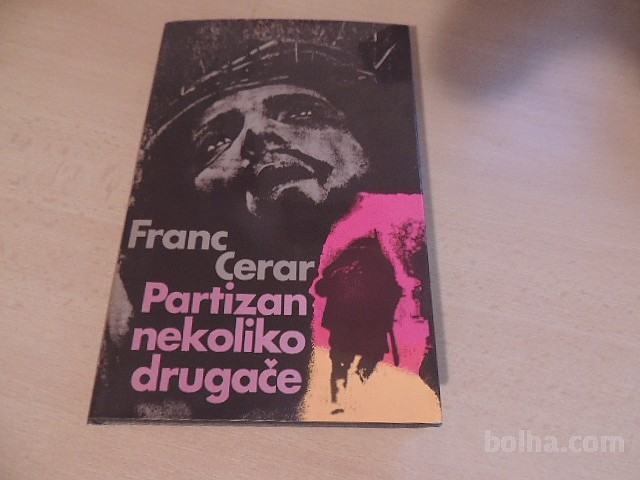 Franc
Cerar
Partizan
nekoliko
drugače
bolha.com